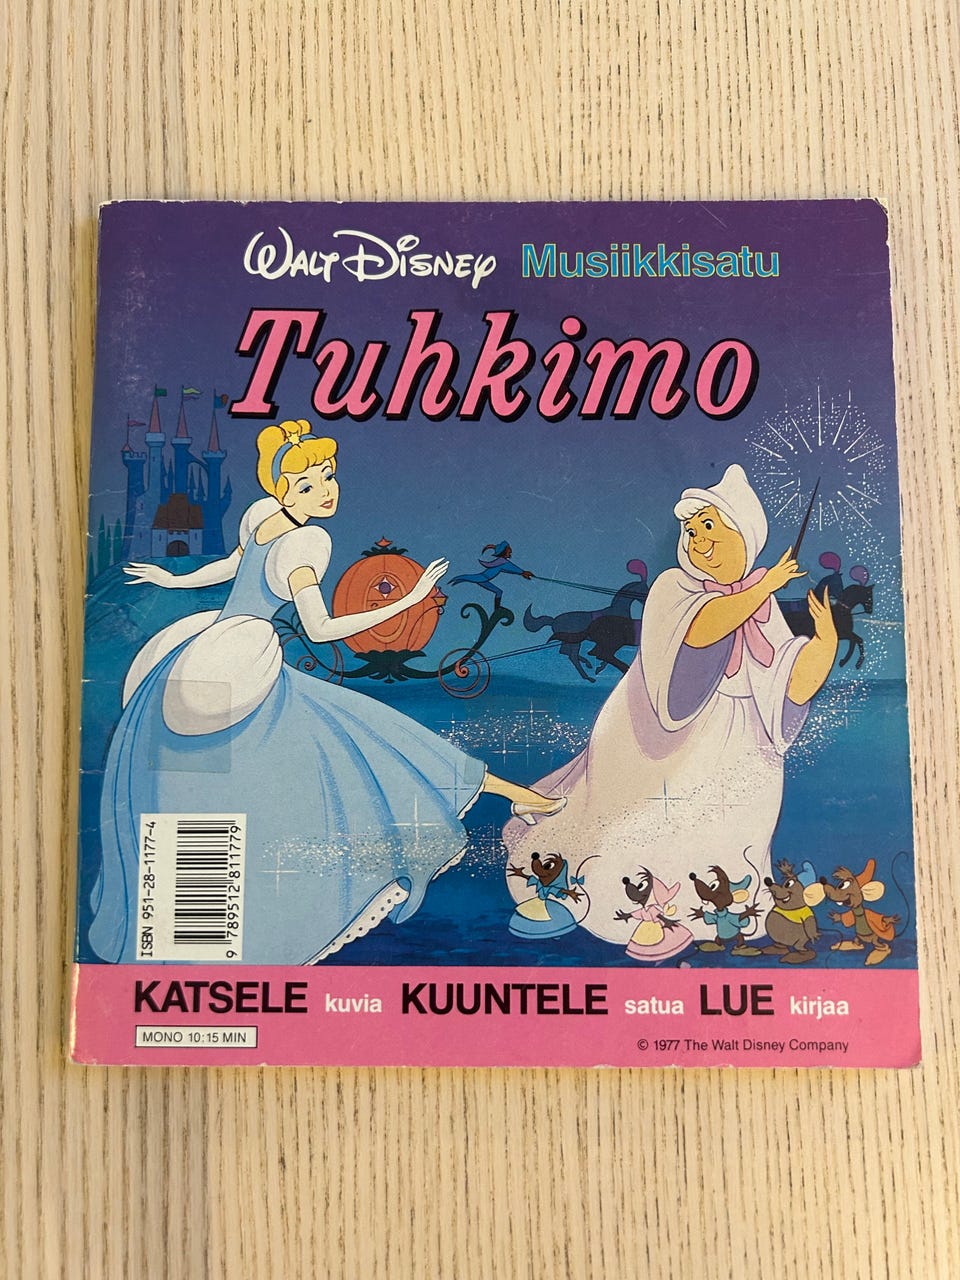 WALT DISNEY Musiikkisatu
Tuhkimo
ISBN 951-28-1177-4
9 789512 811779
KATSELE kuvia KUUNTELE satua LUE kirjaa
MONO 10:15 MIN
© 1977 The Walt Disney Company